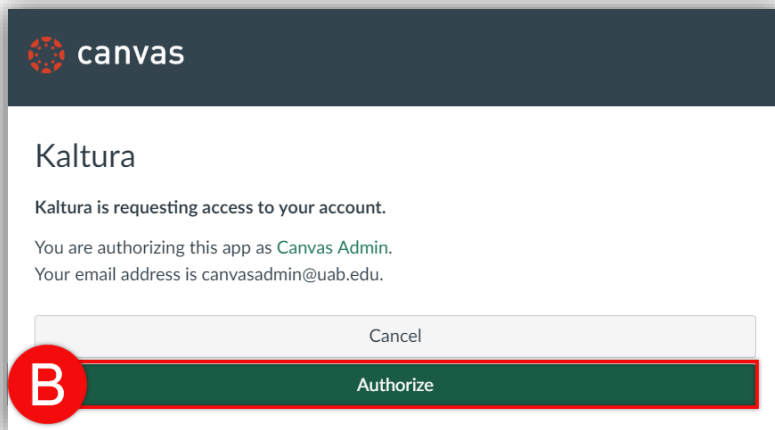 canvas
Kaltura
Kaltura is requesting access to your account.
You are authorizing this app as Canvas Admin.
Your email address is canvasadmin@uab.edu.
Cancel
B
Authorize